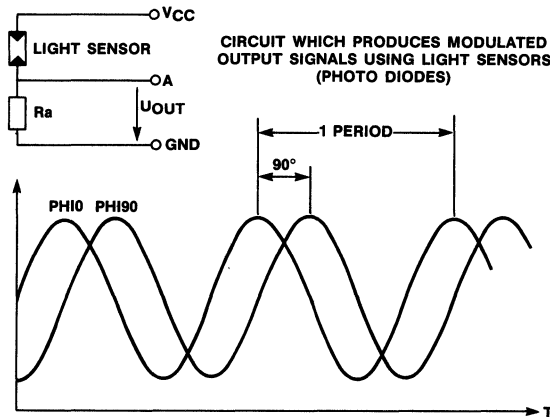 VCC
LIGHT SENSOR
A
Ra
UOUT
GND
CIRCUIT WHICH PRODUCES MODULATED
OUTPUT SIGNALS USING LIGHT SENSORS
(PHOTO DIODES)
1 PERIOD
90°
PHI0 PHI90
T